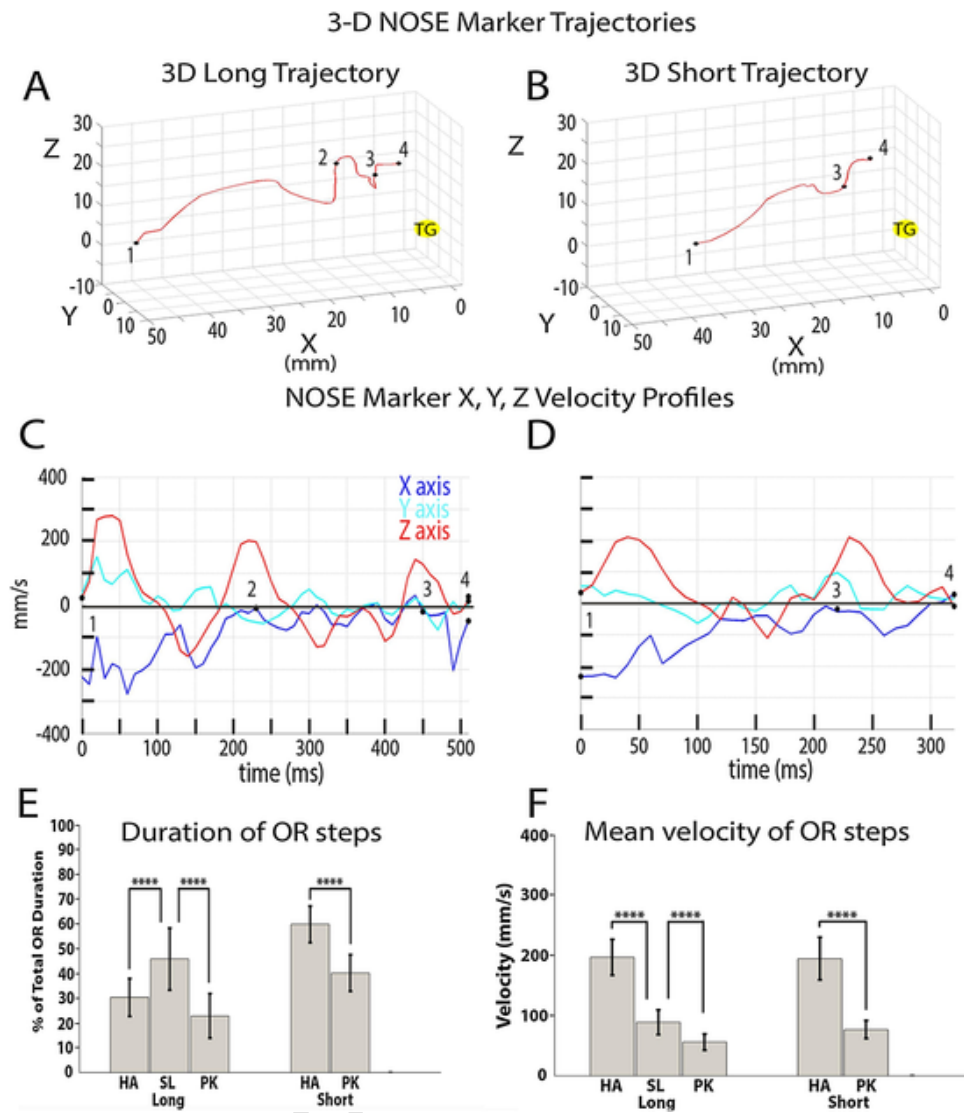 3-D NOSE Marker Trajectories
A
3D Long Trajectory
30
Z
20
10
0
-10
1
2
3
4
TG
Y
0
10
50
40
30
20
10
0
X
(mm)
B
3D Short Trajectory
30
Z
20
10
0
-10
1
3
4
TG
Y
0
10
50
40
30
20
10
0
X
(mm)
NOSE Marker X, Y, Z Velocity Profiles
C
400
200
0
-200
-400
mm/s
X axis
Y axis
Z axis
1
2
3
4
0 100 200 300 400 500
time (ms)
D
1
3
4
0 50 100 150 200 250 300
time (ms)
E
Duration of OR steps
% of Total OR Duration
100
90
80
70
60
50
40
30
20
10
0
**** **** ****
HA SL PK HA PK
Long Short
F
Mean velocity of OR steps
Velocity (mm/s)
400
300
200
100
0
**** **** ****
HA SL PK HA PK
Long Short